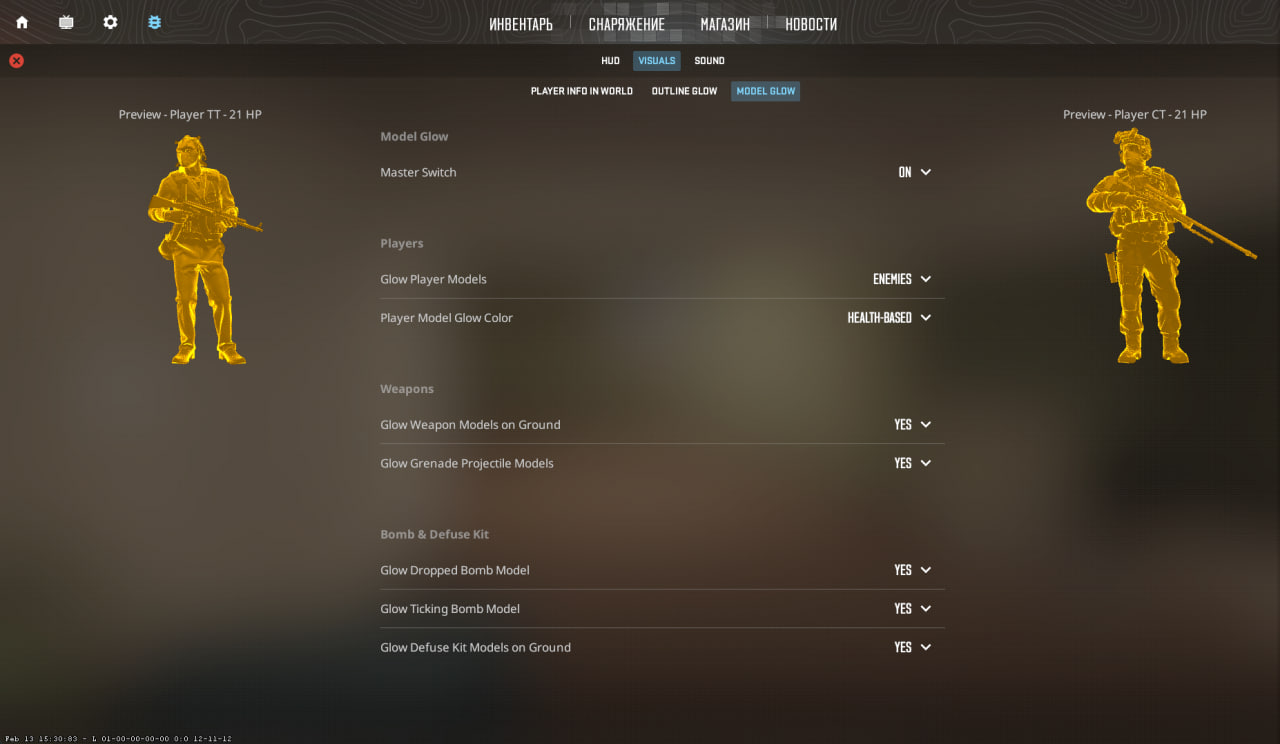 ИНВЕНТАРЬ СНАРЯЖЕНИЕ МАГАЗИН НОВОСТИ
HUD VISUALS SOUND
PLAYER INFO IN WORLD OUTLINE GLOW MODEL GLOW
Preview - Player TT - 21 HP
Preview - Player CT - 21 HP
Model Glow
Master Switch ON
Players
Glow Player Models ENEMIES
Player Model Glow Color HEALTH-BASED
Weapons
Glow Weapon Models on Ground YES
Glow Grenade Projectile Models YES
Bomb & Defuse Kit
Glow Dropped Bomb Model YES
Glow Ticking Bomb Model YES
Glow Defuse Kit Models on Ground YES
Feb 13 15:30:83 - L 01-00-00-00-00 0:0 12-11-12